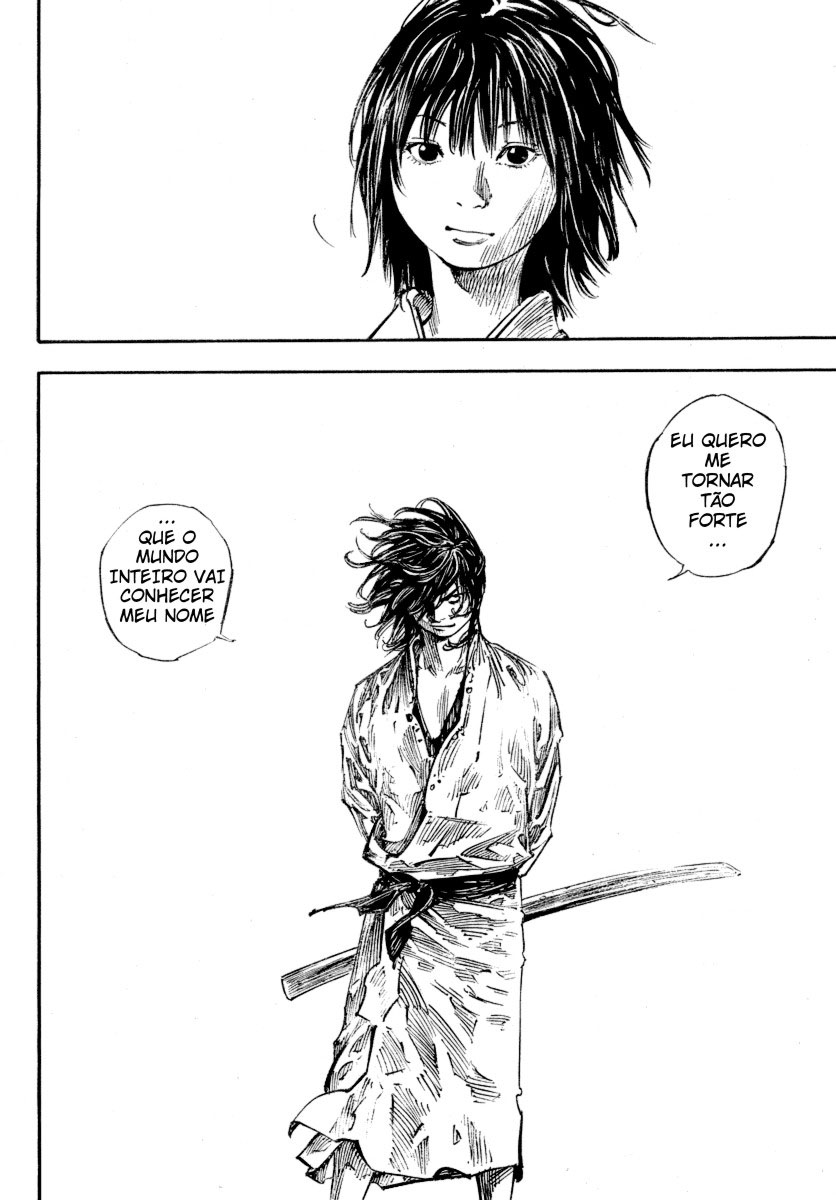 EU QUERO
ME
TORNAR
TÃO
FORTE
...
...
QUE O
MUNDO
INTEIRO VAI
CONHECER
MEU NOME